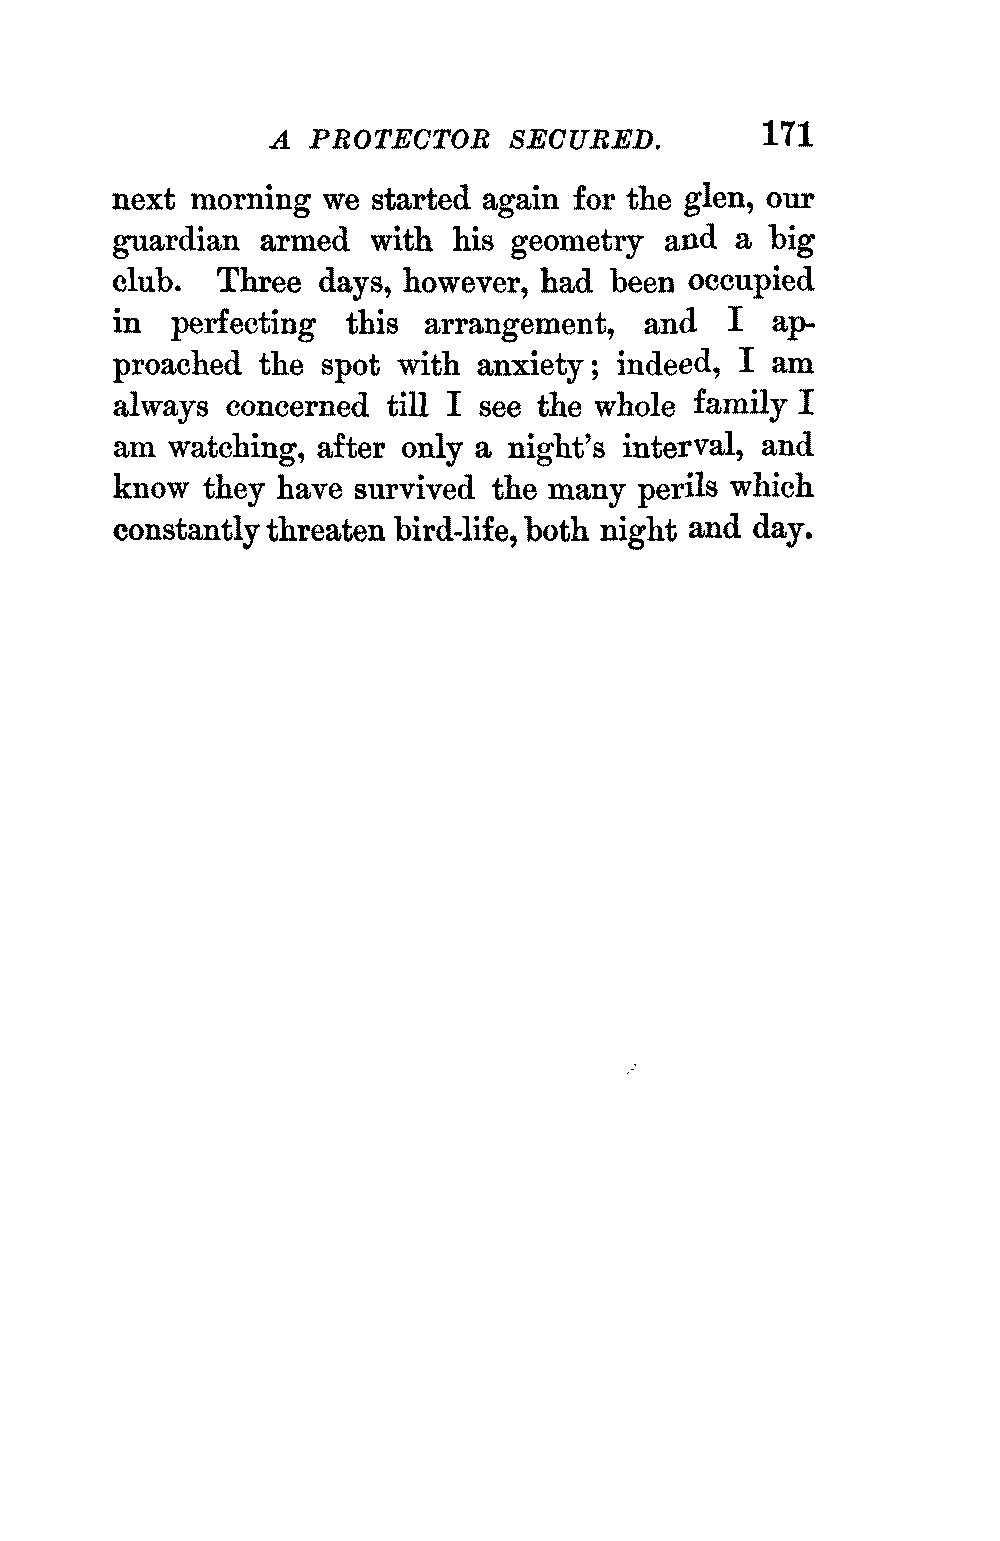 A PROTECTOR SECURED. 171
next morning we started again for the glen, our
guardian armed with his geometry and a big
club. Three days, however, had been occupied
in perfecting this arrangement, and I ap-
proached the spot with anxiety; indeed, I am
always concerned till I see the whole family I
am watching, after only a night's interval, and
know they have survived the many perils which
constantly threaten bird-life, both night and day.